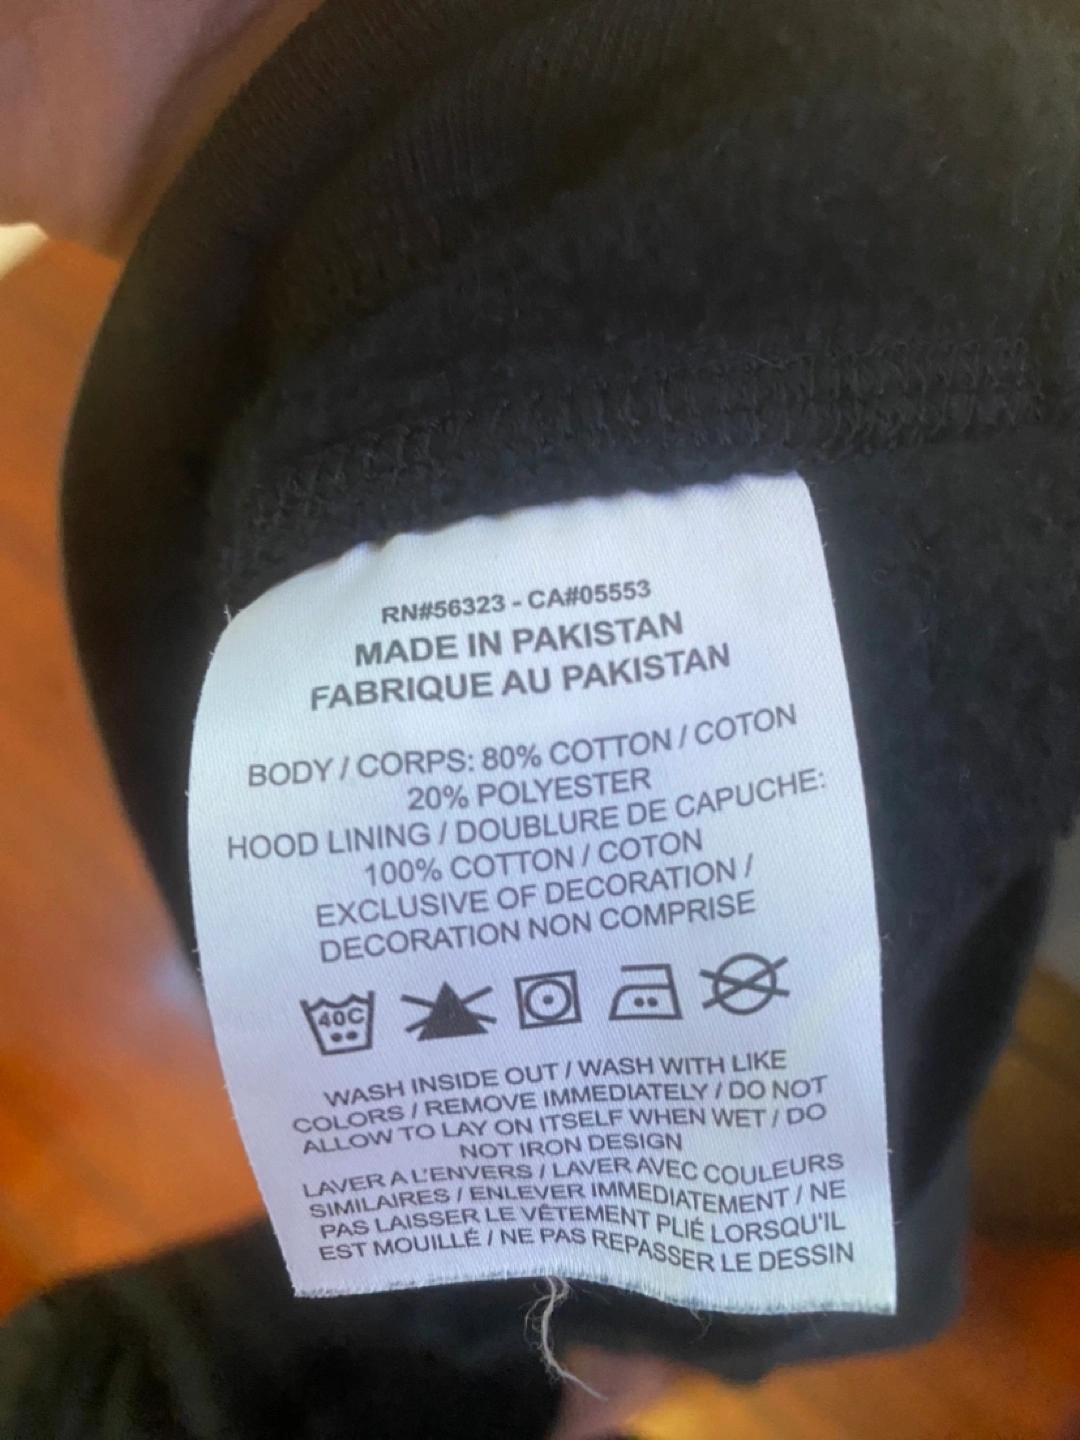 RN#56323 - CA#05553
MADE IN PAKISTAN
FABRIQUE AU PAKISTAN
BODY / CORPS: 80% COTTON / COTON
20% POLYESTER
HOOD LINING / DOUBLURE DE CAPUCHE:
100% COTTON / COTON
EXCLUSIVE OF DECORATION /
DECORATION NON COMPRISE
40C
WASH INSIDE OUT / WASH WITH LIKE
COLORS / REMOVE IMMEDIATELY / DO NOT
ALLOW TO LAY ON ITSELF WHEN WET / DO
NOT IRON DESIGN
LAVER A L'ENVERS / LAVER AVEC COULEURS
SIMILAIRES / ENLEVER IMMEDIATEMENT / NE
PAS LAISSER LE VÊTEMENT PLIÉ LORSQU'IL
EST MOUILLÉ / NE PAS REPASSER LE DESSIN